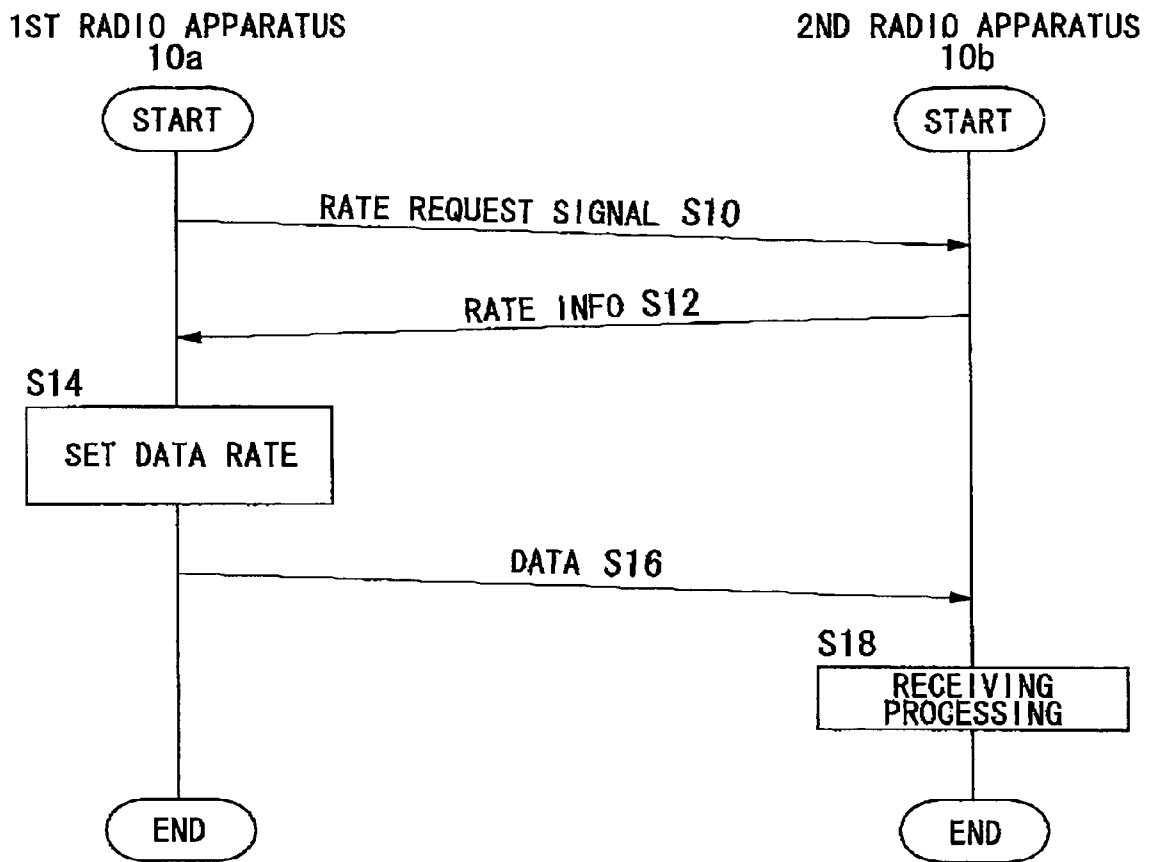 1ST RADIO APPARATUS
10a
2ND RADIO APPARATUS
10b
START
START
RATE REQUEST SIGNAL S10
RATE INFO S12
S14
SET DATA RATE
DATA S16
S18
RECEIVING
PROCESSING
END
END